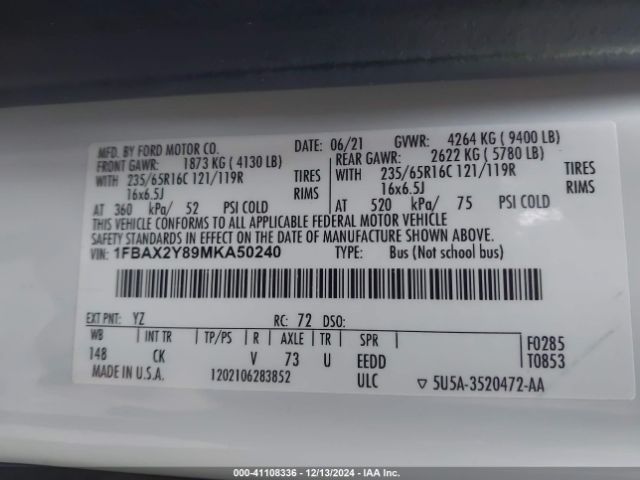 MFD. BY FORD MOTOR CO. DATE: 06/21 GVWR: 4264 KG ( 9400 LB)
FRONT GAWR: 1873 KG ( 4130 LB) REAR GAWR: 2622 KG ( 5780 LB)
WITH 235/65R16C 121/119R TIRES WITH 235/65R16C 121/119R TIRES
16x6.5J RIMS 16x6.5J RIMS
AT 360 kPa/ 52 PSI COLD AT 520 kPa/ 75 PSI COLD
THIS VEHICLE CONFORMS TO ALL APPLICABLE FEDERAL MOTOR VEHICLE
SAFETY STANDARDS IN EFFECT ON THE DATE OF MANUFACTURE SHOWN ABOVE.
VIN: 1FBAX2Y89MKA50240 TYPE: Bus (Not school bus)
EXT PNT: YZ RC: 72 DSO:
WB INT TR TP/PS R AXLE TR SPR F0285
148 CK V 73 U EEDD T0853
MADE IN U.S.A. 1202106283852 ULC ▽ 5U5A-3520472-AA
000-41108336 | 12/13/2024 - IAA Inc.